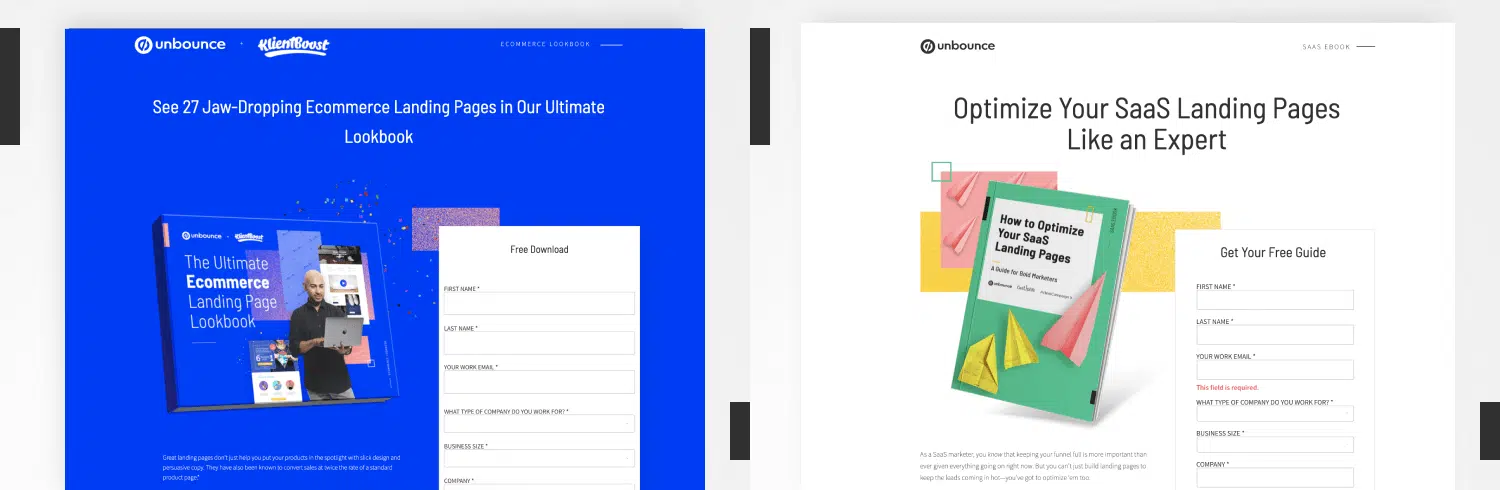 unbounce + KlientBoost
ECOMMERCE LOOKBOOK
See 27 Jaw-Dropping Ecommerce Landing Pages in Our Ultimate
Lookbook
unbounce + KlientBoost
The Ultimate
Ecommerce
Landing Page
Lookbook
Free Download
FIRST NAME *
LAST NAME *
YOUR WORK EMAIL *
WHAT TYPE OF COMPANY DO YOU WORK FOR? *
BUSINESS SIZE *
COMPANY *
Great landing pages don't just help you put your products in the spotlight with slick design and
persuasive copy. They have also been known to convert sales at twice the rate of a standard
product page.*
unbounce
SAAS EBOOK
Optimize Your SaaS Landing Pages
Like an Expert
How to Optimize
Your SaaS
Landing Pages
A Guide for Bold Marketers
unbounce
Get Your Free Guide
FIRST NAME *
LAST NAME *
YOUR WORK EMAIL *
This field is required.
WHAT TYPE OF COMPANY DO YOU WORK FOR? *
BUSINESS SIZE *
COMPANY *
As a SaaS marketer, you know that keeping your funnel full is more important than
ever given everything going on right now. But you can't just build landing pages to
keep the leads coming in hot—you've got to optimize 'em too.